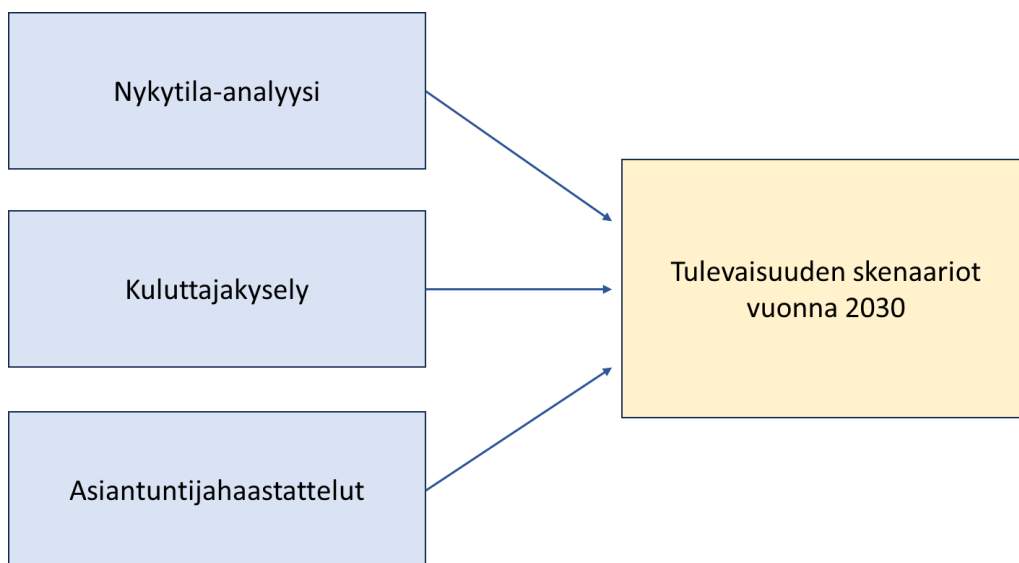 Nykytila-analyysi
Kuluttajakysely
Asiantuntijahaastattelut
Tulevaisuuden skenaariot
vuonna 2030